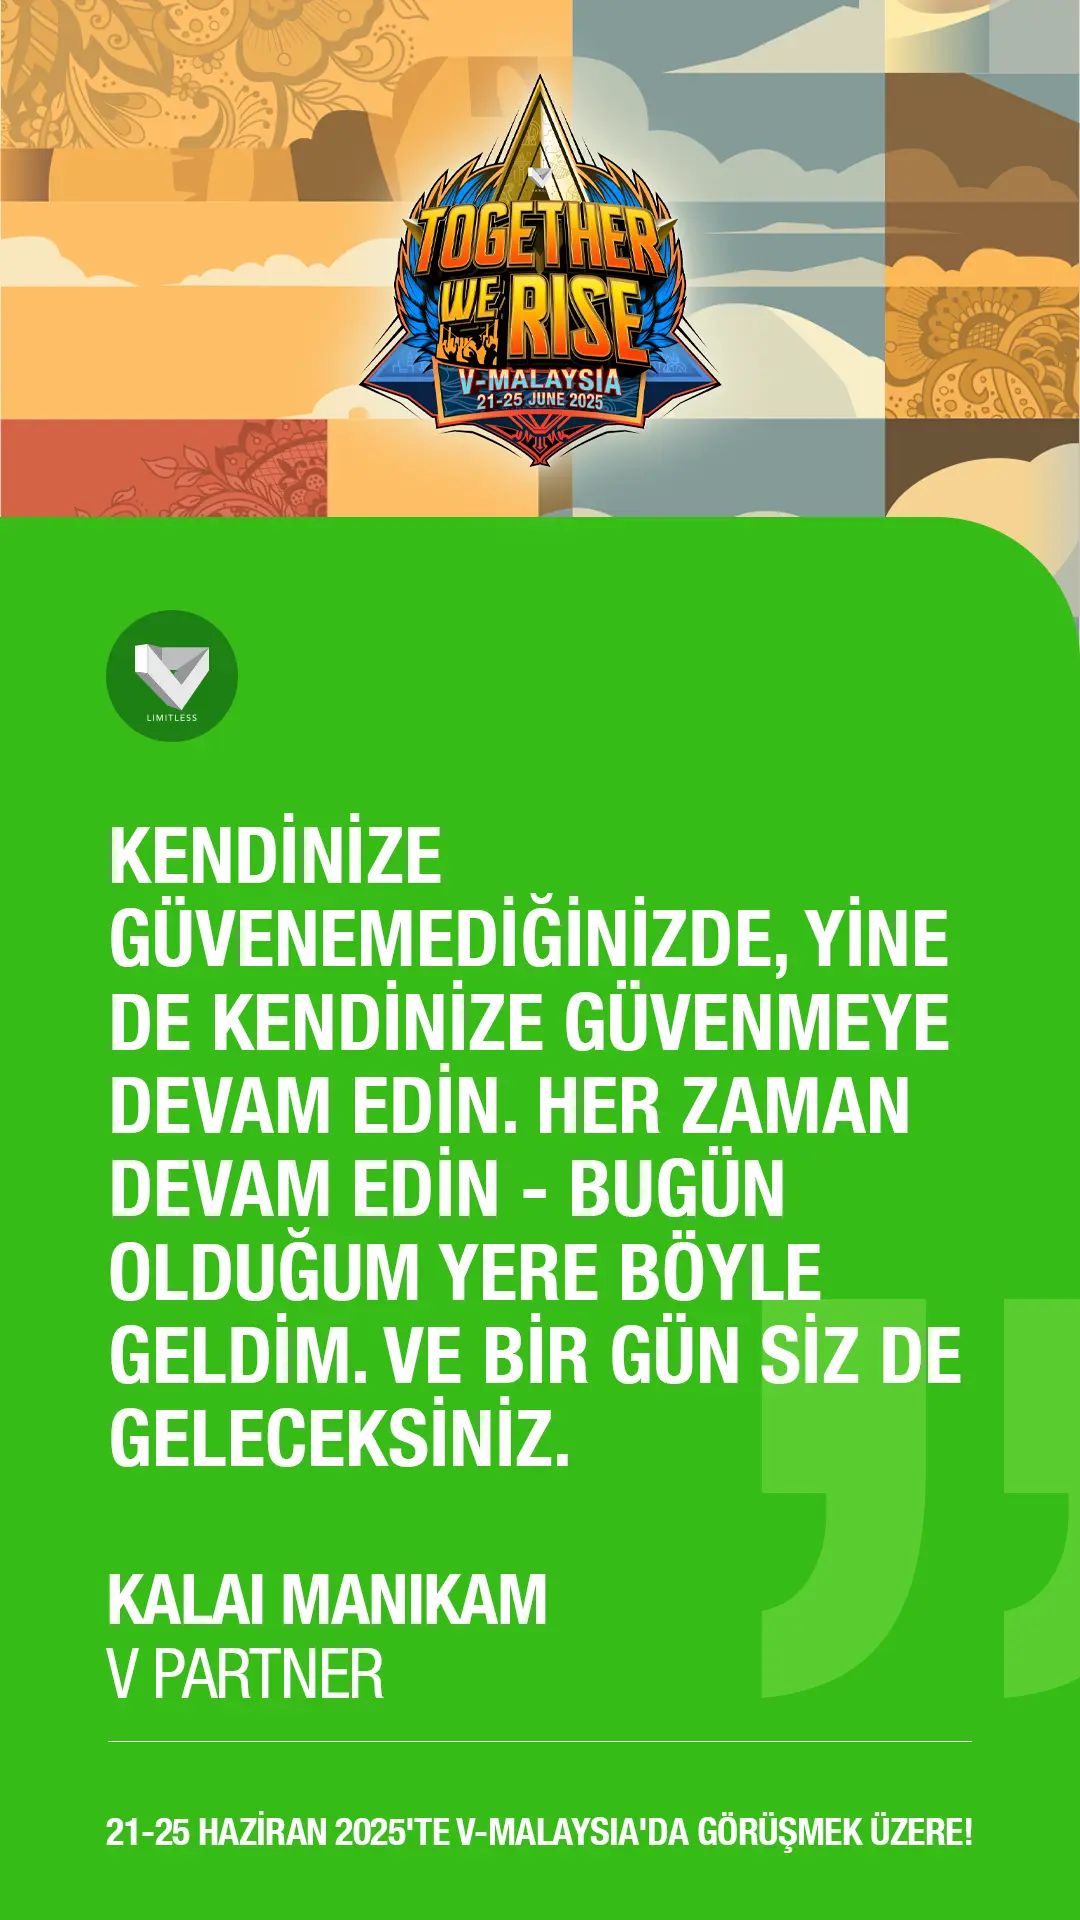 TOGETHER
WE RISE
V-MALAYSIA
21-25 JUNE 2025
LIMITLESS
KENDİNİZE
GÜVENEMEDİĞİNİZDE, YİNE
DE KENDİNİZE GÜVENMEYE
DEVAM EDİN. HER ZAMAN
DEVAM EDİN - BUGÜN
OLDUĞUM YERE BÖYLE
GELDİM. VE BİR GÜN SİZ DE
GELECEKSİNİZ.
KALAI MANIKAM
V PARTNER
21-25 HAZİRAN 2025'TE V-MALAYSIA'DA GÖRÜŞMEK ÜZERE!